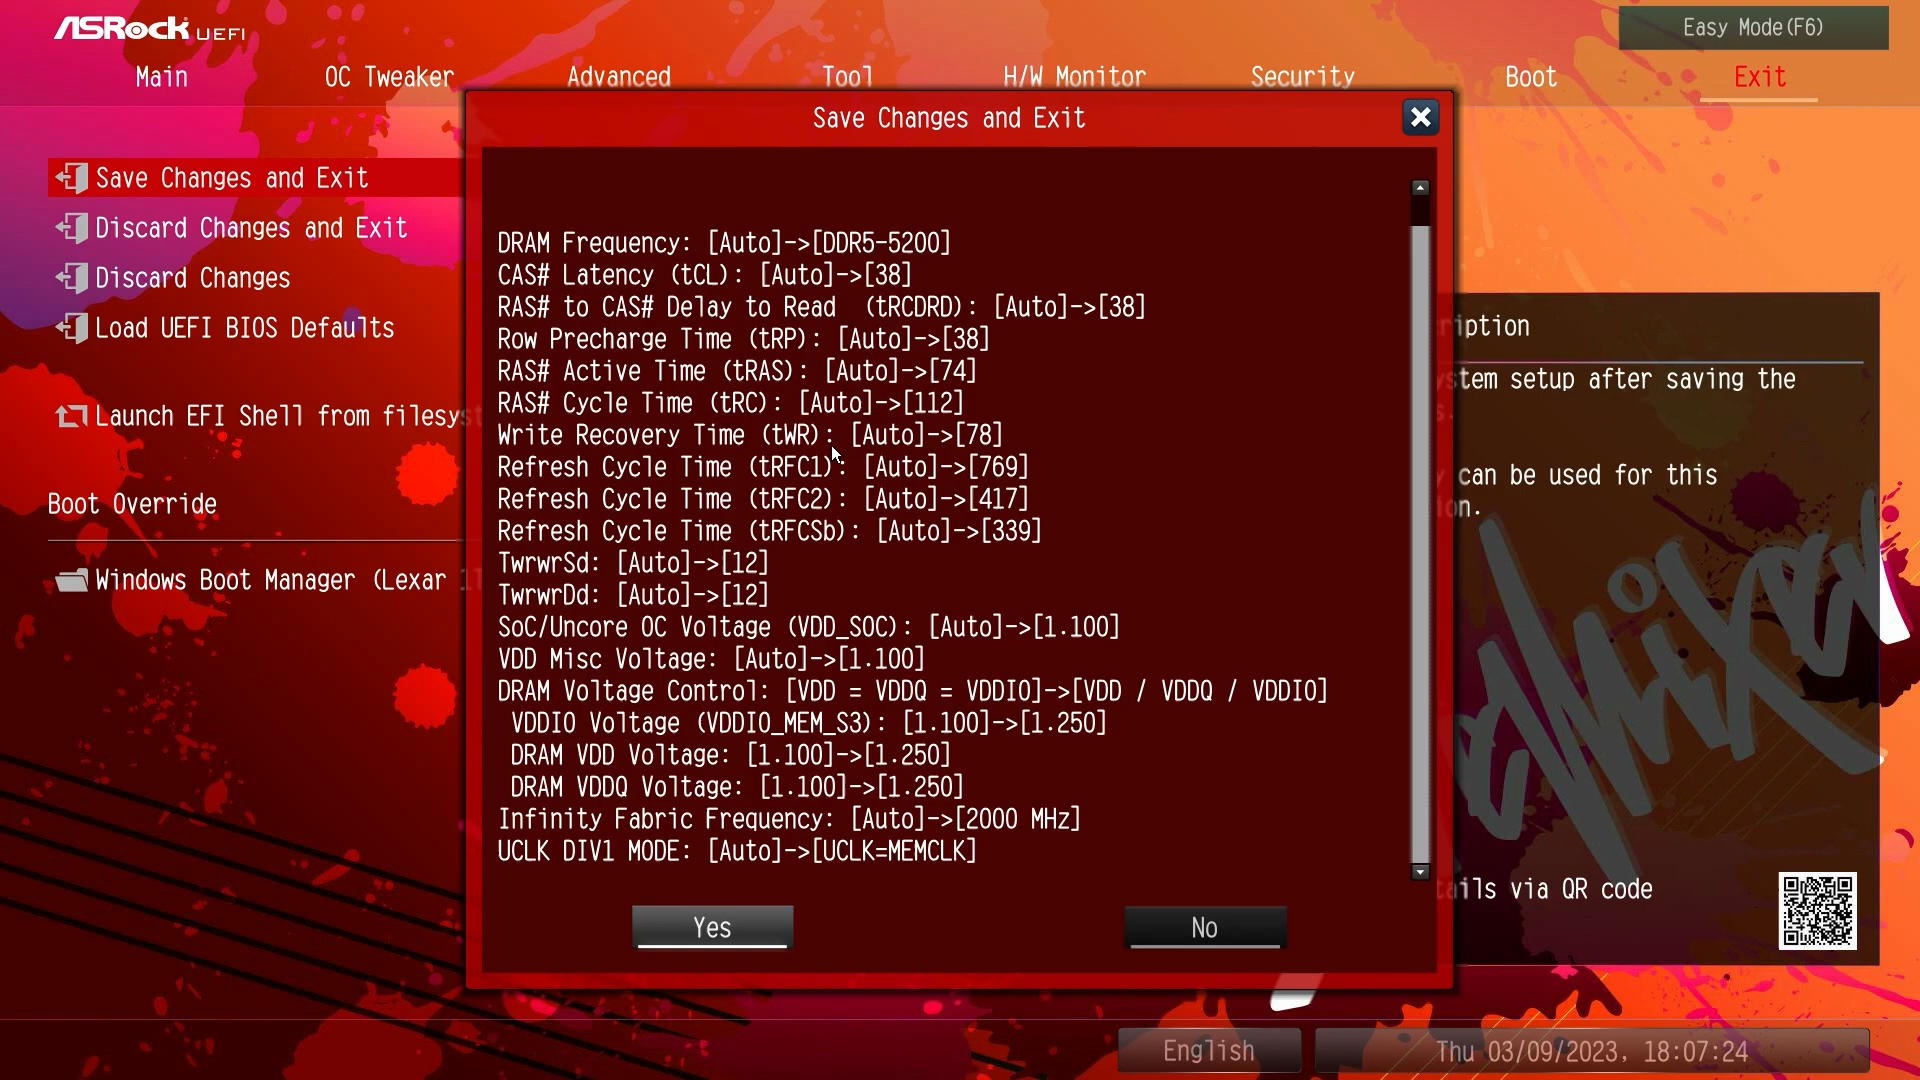 ASRock UEFI
Easy Mode(F6)
Main OC Tweaker Advanced Tool H/W Monitor Security Boot Exit
Save Changes and Exit
Save Changes and Exit
Discard Changes and Exit
Discard Changes
Load UEFI BIOS Defaults
Launch EFI Shell from filesyst
Boot Override
Windows Boot Manager (Lexar 1T
DRAM Frequency: [Auto]->[DDR5-5200]
CAS# Latency (tCL): [Auto]->[38]
RAS# to CAS# Delay to Read (tRCDRD): [Auto]->[38]
Row Precharge Time (tRP): [Auto]->[38]
RAS# Active Time (tRAS): [Auto]->[74]
RAS# Cycle Time (tRC): [Auto]->[112]
Write Recovery Time (tWR): [Auto]->[78]
Refresh Cycle Time (tRFC1): [Auto]->[769]
Refresh Cycle Time (tRFC2): [Auto]->[417]
Refresh Cycle Time (tRFCSb): [Auto]->[339]
TwrwrSd: [Auto]->[12]
TwrwrDd: [Auto]->[12]
SoC/Uncore OC Voltage (VDD_SOC): [Auto]->[1.100]
VDD Misc Voltage: [Auto]->[1.100]
DRAM Voltage Control: [VDD = VDDQ = VDDIO]->[VDD / VDDQ / VDDIO]
VDDIO Voltage (VDDIO_MEM_S3): [1.100]->[1.250]
DRAM VDD Voltage: [1.100]->[1.250]
DRAM VDDQ Voltage: [1.100]->[1.250]
Infinity Fabric Frequency: [Auto]->[2000 MHz]
UCLK DIV1 MODE: [Auto]->[UCLK=MEMCLK]
Yes No
ription
stem setup after saving the
s.
y can be used for this
ion.
tails via QR code
English
Thu 03/09/2023, 18:07:24